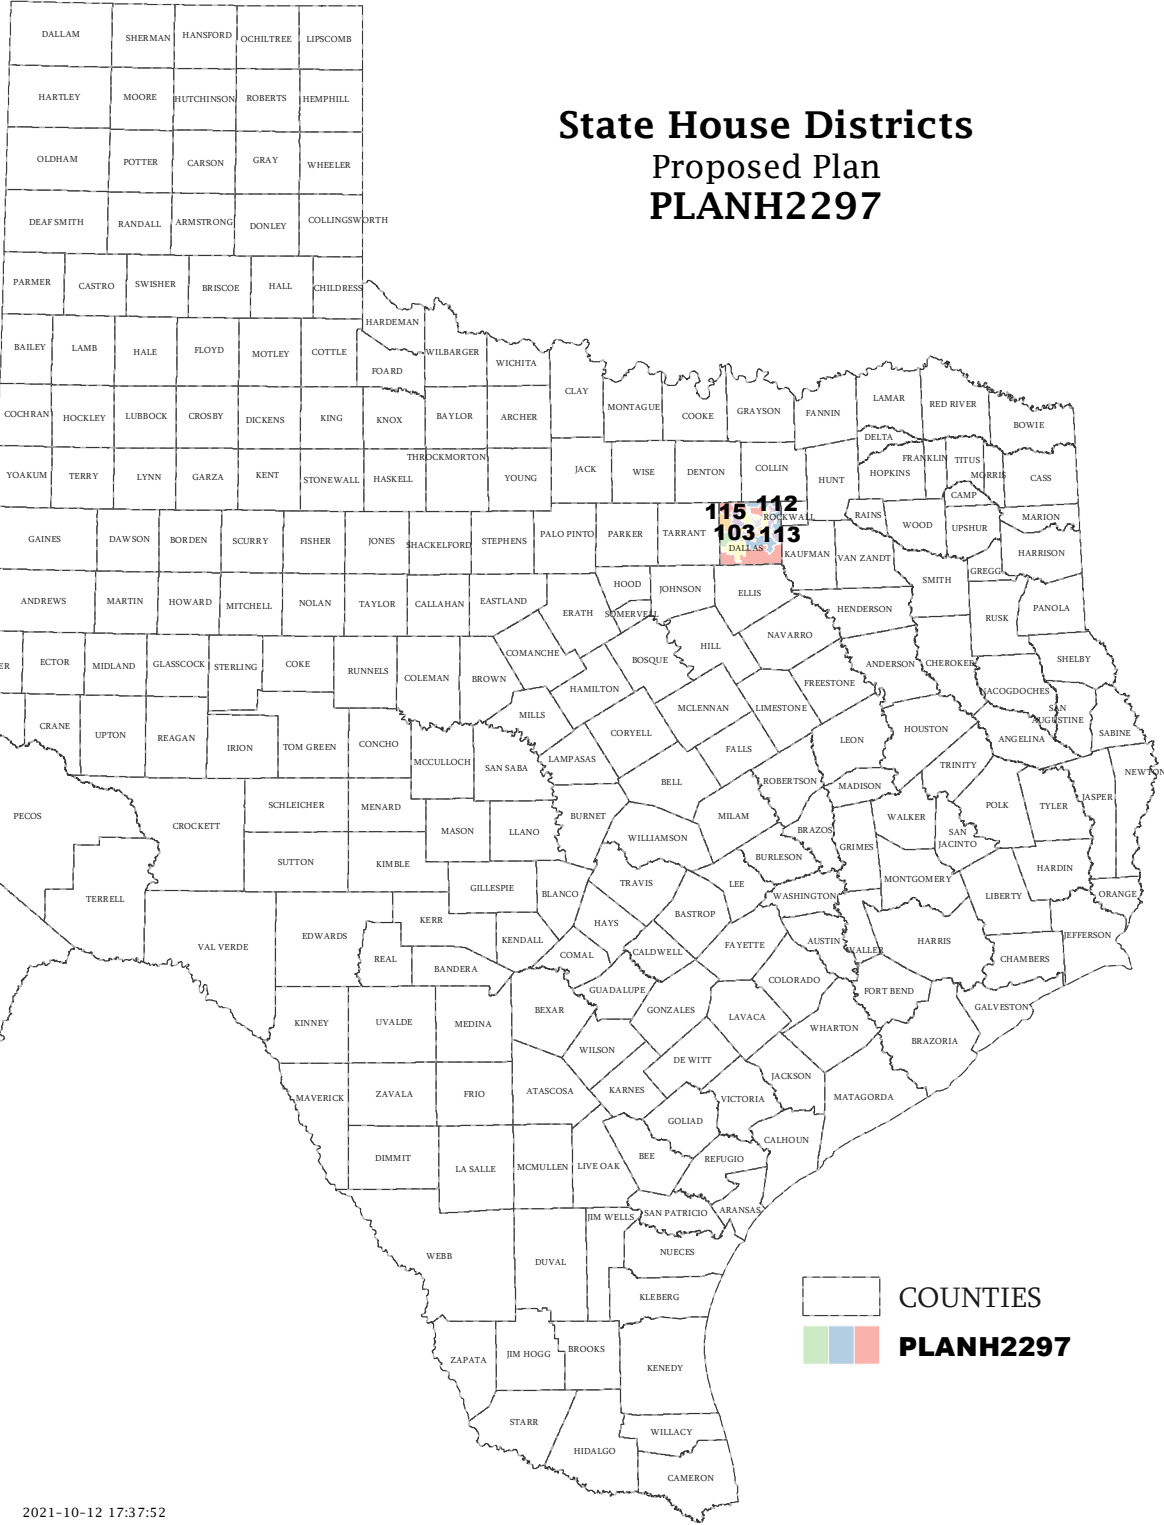 State House Districts
Proposed Plan
PLANH2297
DALLAM SHERMAN HANSFORD OCHILTREE LIPSCOMB
HARTLEY MOORE HUTCHINSON ROBERTS HEMPHILL
OLDHAM POTTER CARSON GRAY WHEELER
DEAF SMITH RANDALL ARMSTRONG DONLEY COLLINGSWORTH
PARMER CASTRO SWISHER BRISCOE HALL CHILDRESS
HARDEMAN
BAILEY LAMB HALE FLOYD MOTLEY COTTLE WILBARGER WICHITA
FOARD CLAY
COCHRAN HOCKLEY LUBBOCK CROSBY DICKENS KING KNOX BAYLOR ARCHER MONTAGUE COOKE GRAYSON FANNIN LAMAR RED RIVER BOWIE
DELTA
THROCKMORTON FRANKLIN TITUS
YOAKUM TERRY LYNN GARZA KENT STONEWALL HASKELL YOUNG JACK WISE DENTON COLLIN HUNT HOPKINS MORRIS CASS
CAMP
115 112
ROCKWALL RAINS WOOD UPSHUR MARION
GAINES DAWSON BORDEN SCURRY FISHER JONES SHACKELFORD STEPHENS PALO PINTO PARKER TARRANT 103 113
DALLAS KAUFMAN VAN ZANDT HARRISON
GREGG
ANDREWS MARTIN HOWARD MITCHELL NOLAN TAYLOR CALLAHAN EASTLAND HOOD JOHNSON ELLIS SMITH
ERATH SOMERVELL HENDERSON RUSK PANOLA
NAVARRO
ER ECTOR MIDLAND GLASSCOCK STERLING COKE RUNNELS COLEMAN BROWN COMANCHE BOSQUE HILL ANDERSON CHEROKEE SHELBY
HAMILTON FREESTONE NACOGDOCHES
MILLS MCLENNAN LIMESTONE SAN
AUGUSTINE
CRANE UPTON REAGAN IRION TOM GREEN CONCHO CORYELL FALLS LEON HOUSTON ANGELINA SABINE
MCCULLOCH SAN SABA LAMPASAS TRINITY NEWTON
BELL ROBERTSON MADISON
PECOS CROCKETT SCHLEICHER MENARD BURNET MILAM WALKER POLK TYLER JASPER
MASON LLANO WILLIAMSON BRAZOS GRIMES SAN
JACINTO
SUTTON KIMBLE BURLESON
TERRELL GILLESPIE BLANCO TRAVIS LEE WASHINGTON MONTGOMERY LIBERTY HARDIN ORANGE
KERR HAYS BASTROP
VAL VERDE EDWARDS KENDALL FAYETTE AUSTIN WALLER HARRIS JEFFERSON
REAL BANDERA COMAL CALDWELL CHAMBERS
COLORADO
GUADALUPE FORT BEND
KINNEY UVALDE MEDINA BEXAR GONZALES LAVACA WHARTON GALVESTON
WILSON DE WITT BRAZORIA
MAVERICK ZAVALA FRIO ATASCOSA KARNES VICTORIA JACKSON MATAGORDA
GOLIAD
CALHOUN
DIMMIT LA SALLE MCMULLEN LIVE OAK BEE REFUGIO
JIM WELLS SAN PATRICIO ARANSAS
WEBB DUVAL NUECES
KLEBERG
ZAPATA JIM HOGG BROOKS KENEDY
STARR HIDALGO WILLACY
CAMERON
COUNTIES
PLANH2297
2021-10-12 17:37:52